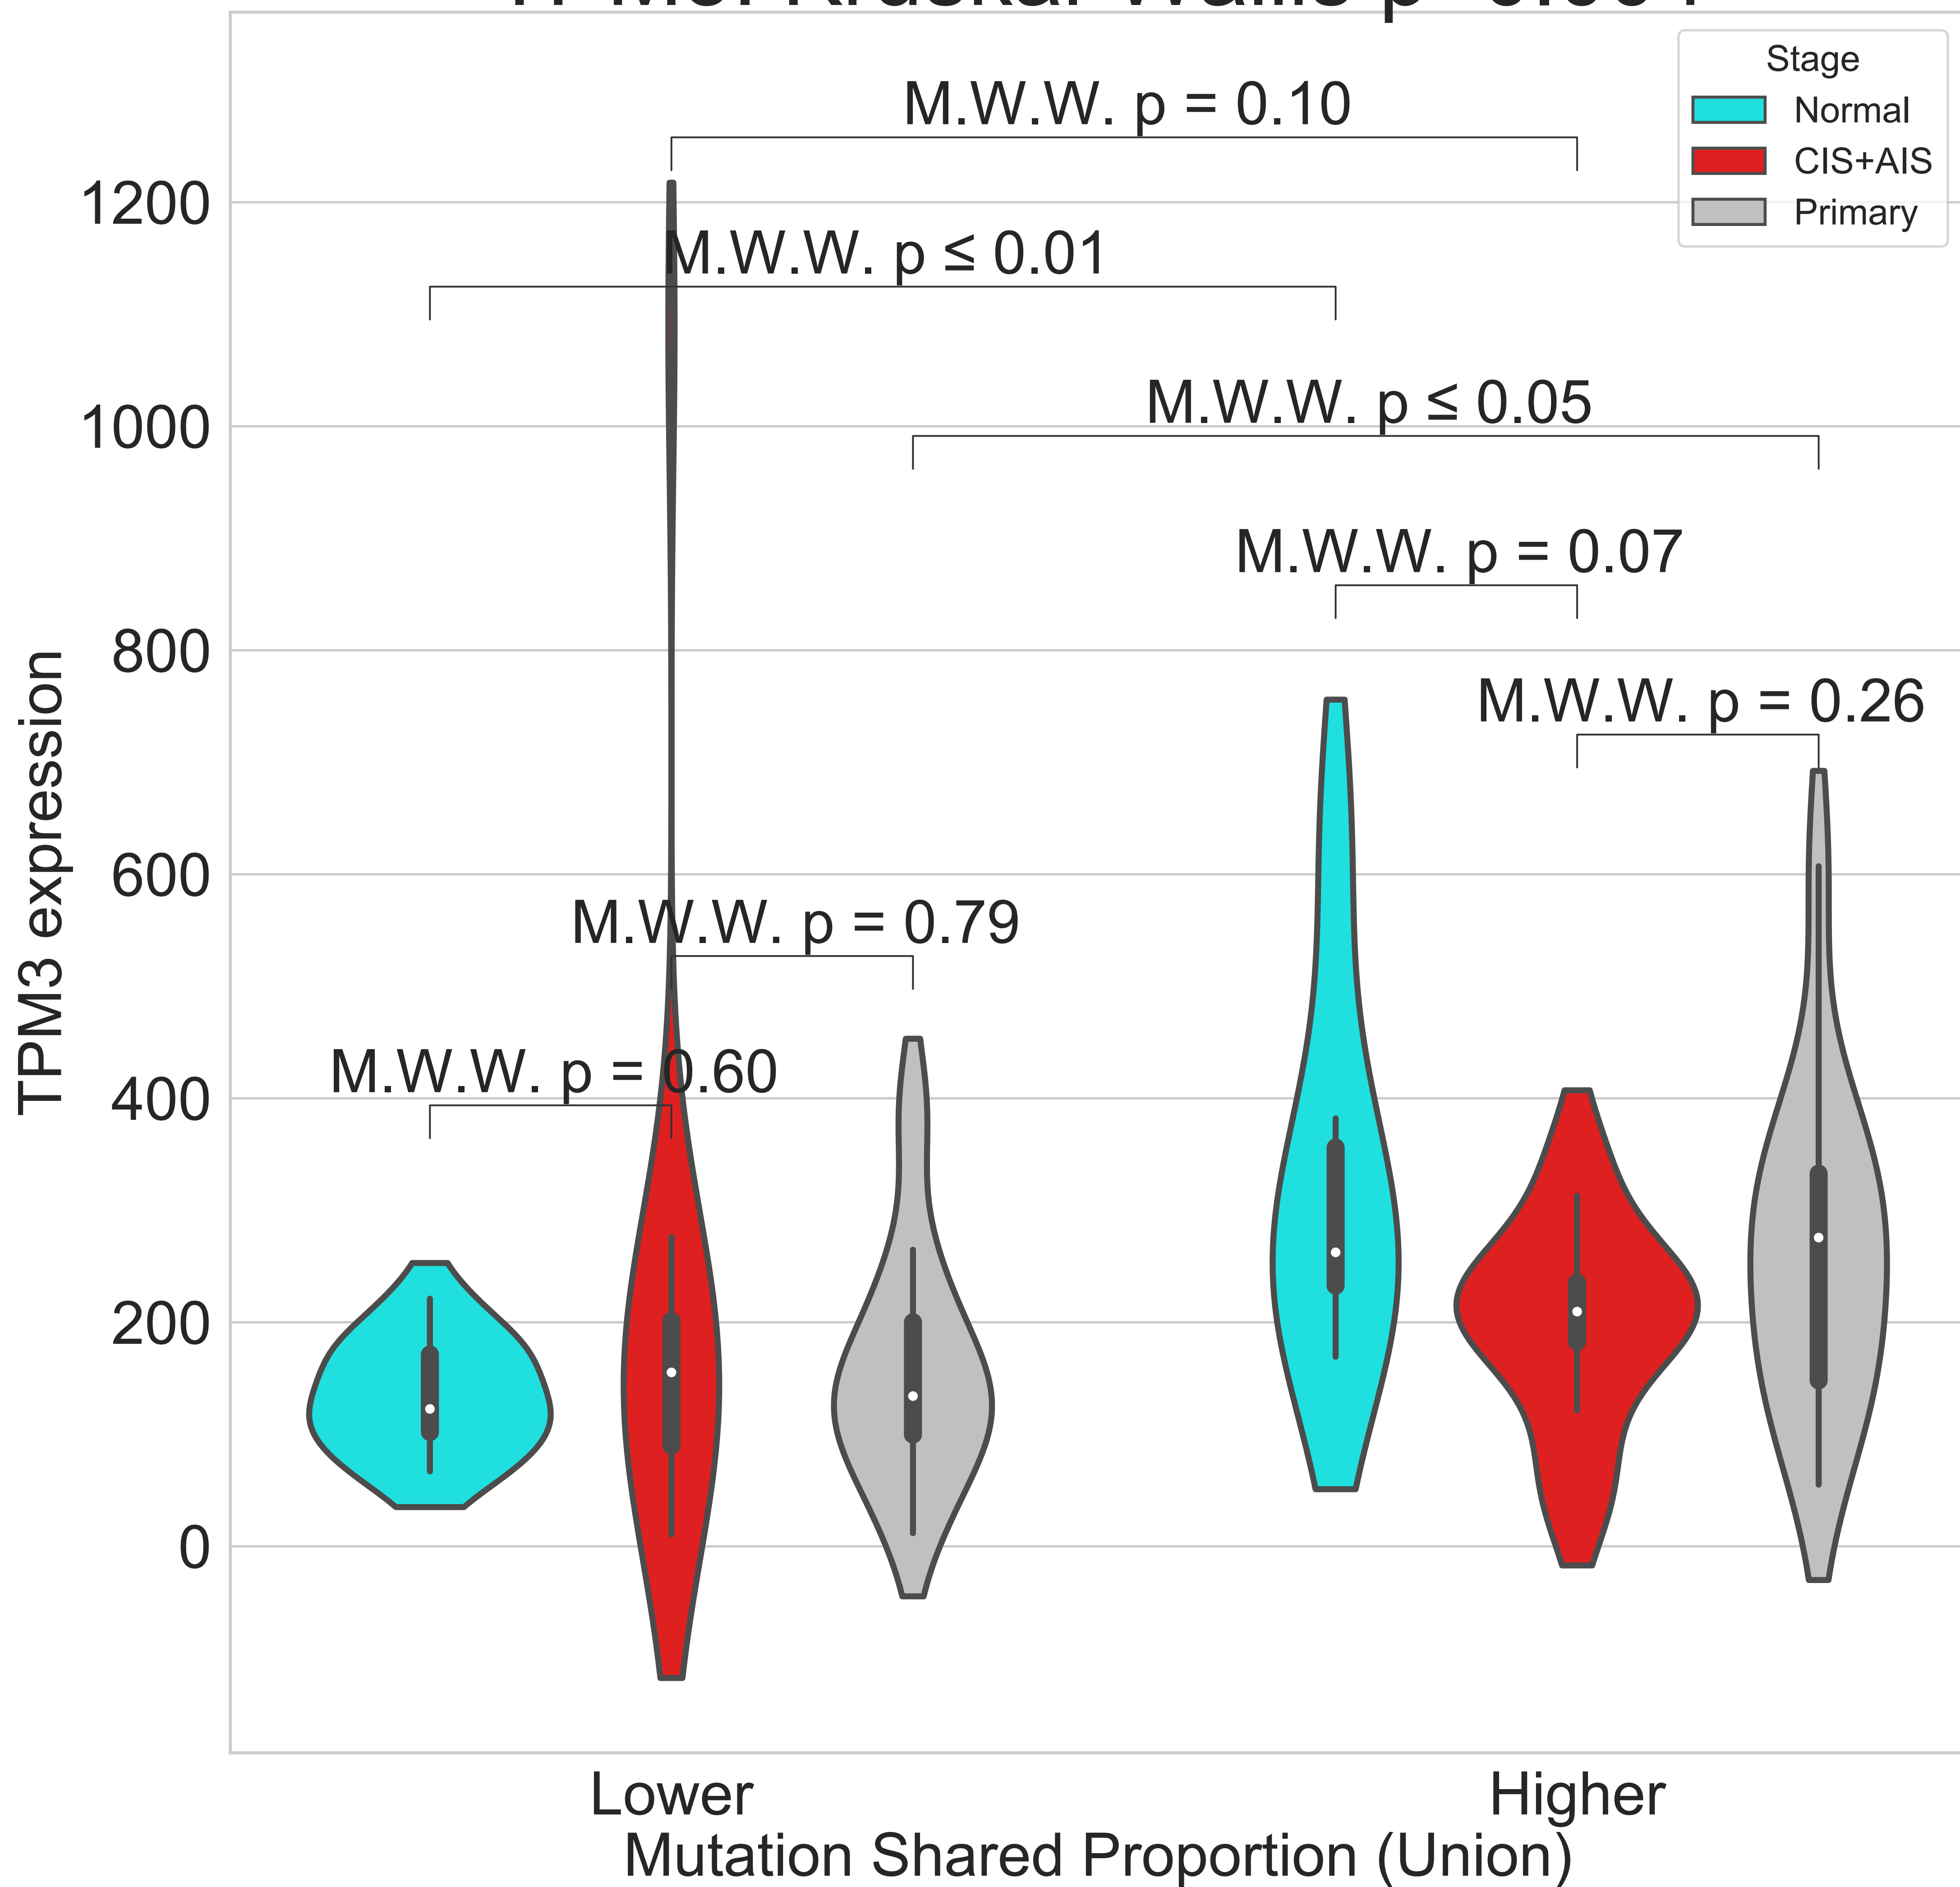 Stage
Normal
CIS+AIS
Primary
M.W.W. p = 0.10
M.W.W. p ≤ 0.01
M.W.W. p ≤ 0.05
M.W.W. p = 0.07
M.W.W. p = 0.26
M.W.W. p = 0.79
M.W.W. p = 0.60
1200
1000
800
600
400
200
0
TPM3 expression
Lower
Higher
Mutation Shared Proportion (Union)